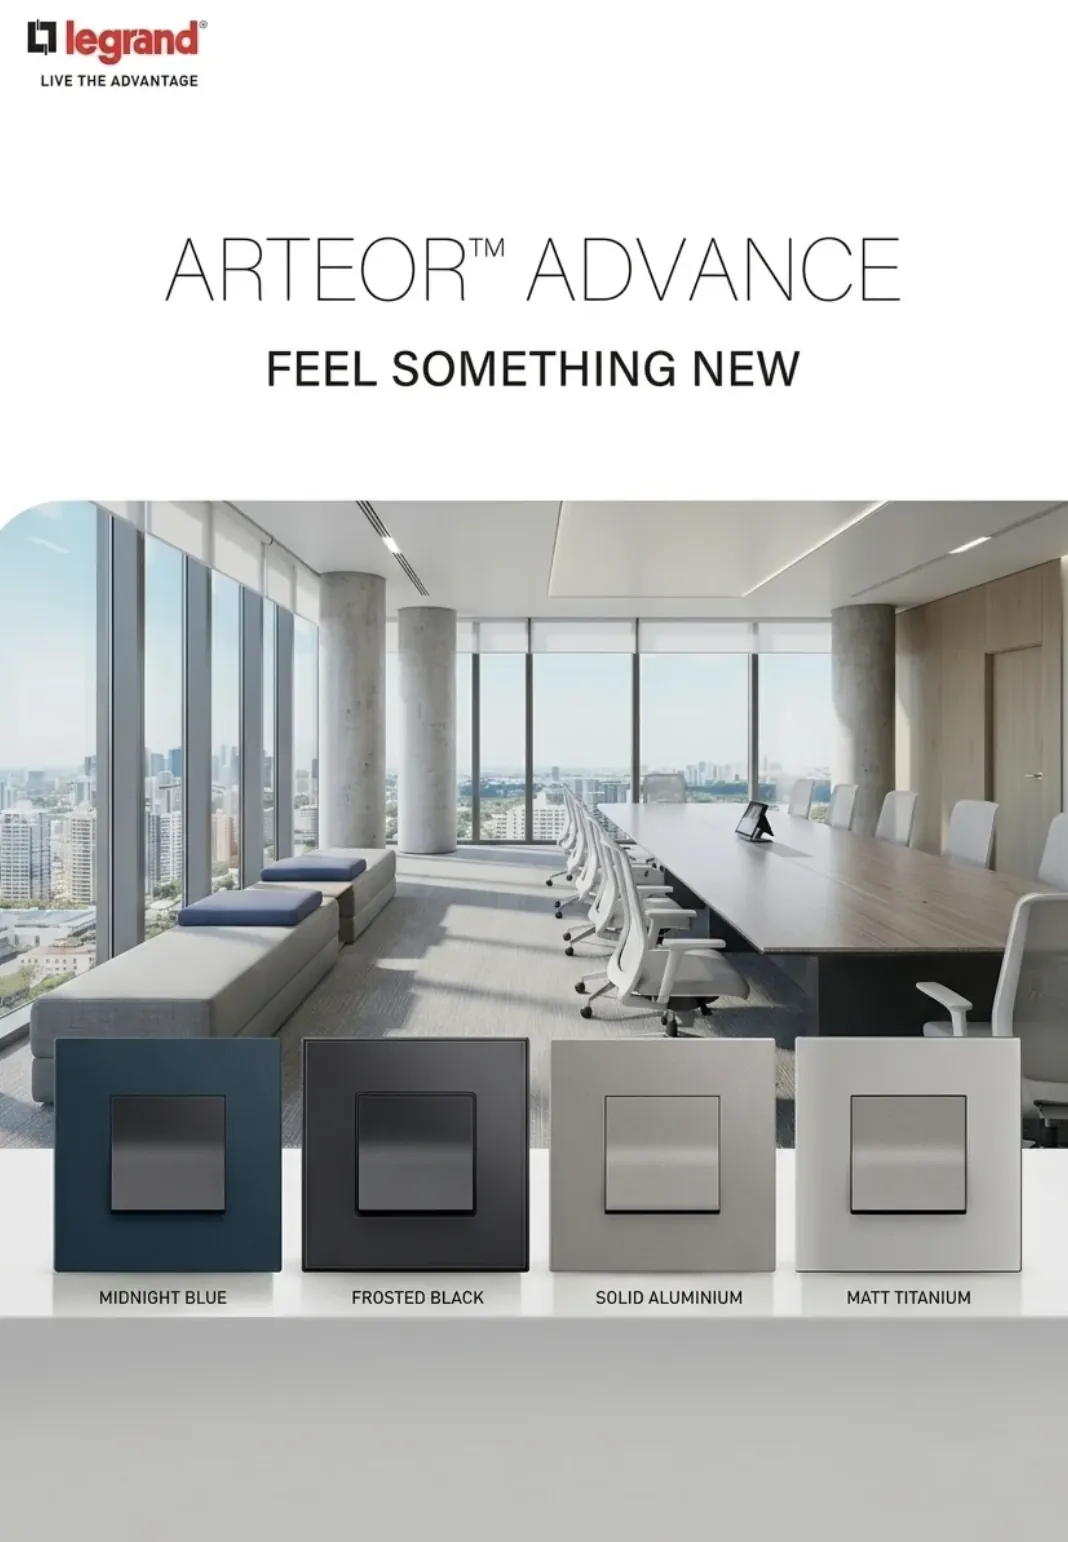 legrand®
LIVE THE ADVANTAGE
ARTEOR™ ADVANCE
FEEL SOMETHING NEW
MIDNIGHT BLUE
FROSTED BLACK
SOLID ALUMINIUM
MATT TITANIUM